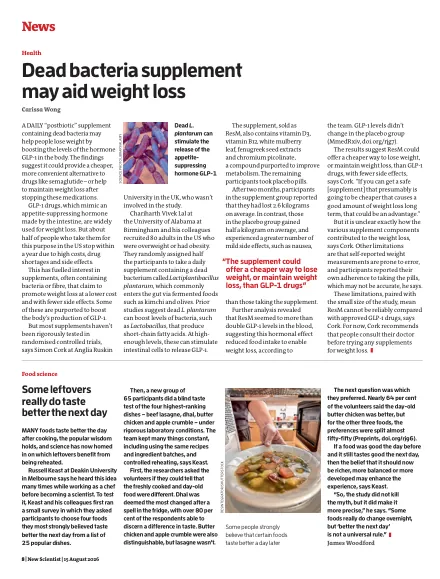 News
Health
Dead bacteria supplement
may aid weight loss
Carissa Wong
A DAILY “postbiotic” supplement
containing dead bacteria may
help people lose weight by
boosting the levels of the hormone
GLP-1 in the body. The findings
suggest it could provide a cheaper,
more convenient alternative to
drugs like semaglutide – or help
to maintain weight loss after
stopping these medications.
GLP-1 drugs, which mimic
an appetite-suppressing hormone
made by the intestine, are widely
used for weight loss. But about
half of people who take them for
this purpose in the US stop within
a year due to high costs, drug
shortages and side effects.
This has fuelled interest in
supplements, often containing
bacteria or fibre, that claim to
promote weight loss at a lower cost
and with fewer side effects. Some
of these are purported to boost
the body's production of GLP-1.
But most supplements haven't
been rigorously tested in
randomised controlled trials,
says Simon Cork at Anglia Ruskin
Dead L.
plantarum can
stimulate the
release of the
appetite-
suppressing
hormone GLP-1
University in the UK, who wasn't
involved in the study.
Chariharth Vivek Lal at
the University of Alabama at
Birmingham and his colleagues
recruited 80 adults in the US who
were overweight or had obesity.
They randomly assigned half
the participants to take a daily
supplement containing a dead
bacterium called Lactiplantibacillus
plantarum, which commonly
enters the gut via fermented foods
such as kimchi and olives. Prior
studies suggest dead L. plantarum
can boost levels of bacteria, such
as Lactobacillus, that produce
short-chain fatty acids. At high-
enough levels, these can stimulate
intestinal cells to release GLP-1.
The supplement, sold as
ResM, also contains vitamin D3,
vitamin B12, white mulberry
leaf, fenugreek seed extracts
and chromium picolinate,
a compound purported to improve
metabolism. The remaining
participants took placebo pills.
After two months, participants
in the supplement group reported
that they had lost 2.6 kilograms
on average. In contrast, those
in the placebo group gained
half a kilogram on average, and
experienced a greater number of
mild side effects, such as nausea,
“The supplement could
offer a cheaper way to lose
weight, or maintain weight
loss, than GLP-1 drugs”
than those taking the supplement.
Further analysis revealed
that ResM seemed to more than
double GLP-1 levels in the blood,
suggesting this hormonal effect
reduced food intake to enable
weight loss, according to
the team. GLP-1 levels didn't
change in the placebo group
(MmedRxiv, doi.org/rj97).
The results suggest ResM could
offer a cheaper way to lose weight,
or maintain weight loss, than GLP-1
drugs, with fewer side effects,
says Cork “If you can get a safe
[supplement] that presumably is
going to be cheaper that causes a
good amount of weight loss long
term, that could be an advantage.”
But it is unclear exactly how the
various supplement components
contributed to the weight loss,
says Cork. Other limitations
are that self-reported weight
measurements are prone to error,
and participants reported their
own adherence to taking the pills,
which may not be accurate, he says.
These limitations, paired with
the small size of the study, mean
ResM cannot be reliably compared
with approved GLP-1 drugs, says
Cork. For now, Cork recommends
that people consult their doctor
before trying any supplements
for weight loss.
Food science
Some leftovers
really do taste
better the next day
MANY foods taste better the day
after cooking, the popular wisdom
holds, and science has now homed
in on which leftovers benefit from
being reheated.
Russell Keast at Deakin University
in Melbourne says he heard this idea
many times while working as a chef
before becoming a scientist. To test
it, Keast and his colleagues first ran
a small survey in which they asked
participants to choose four foods
they most strongly believed taste
better the next day from a list of
25 popular dishes.
Then, a new group of
65 participants did a blind taste
test of the four highest-ranking
dishes – beef lasagne, dhal, butter
chicken and apple crumble – under
rigorous laboratory conditions. The
team kept many things constant,
including using the same recipes
and ingredient batches, and
controlled reheating, says Keast.
First, the researchers asked the
volunteers if they could tell that
the freshly cooked and day-old
food were different. Dhal was
deemed the most changed after a
spell in the fridge, with over 80 per
cent of the respondents able to
discern a difference in taste. Butter
chicken and apple crumble were also
distinguishable, but lasagne wasn't.
Some people strongly
believe that certain foods
taste better a day later
The next question was which
they preferred. Nearly 64 per cent
of the volunteers said the day-old
butter chicken was better, but
for the other three foods, the
preferences were split almost
fifty-fifty (Preprints, doi.org/rj96).
If a food was good the day before
and it still tastes good the next day,
then the belief that it should now
be richer, more balanced or more
developed may enhance the
experience, says Keast.
“So, the study did not kill
the myth, but it did make it
more precise,” he says. “Some
foods really do change overnight,
but ‘better the next day’
is not a universal rule.”
James Woodford
8 | New Scientist | 15 August 2026